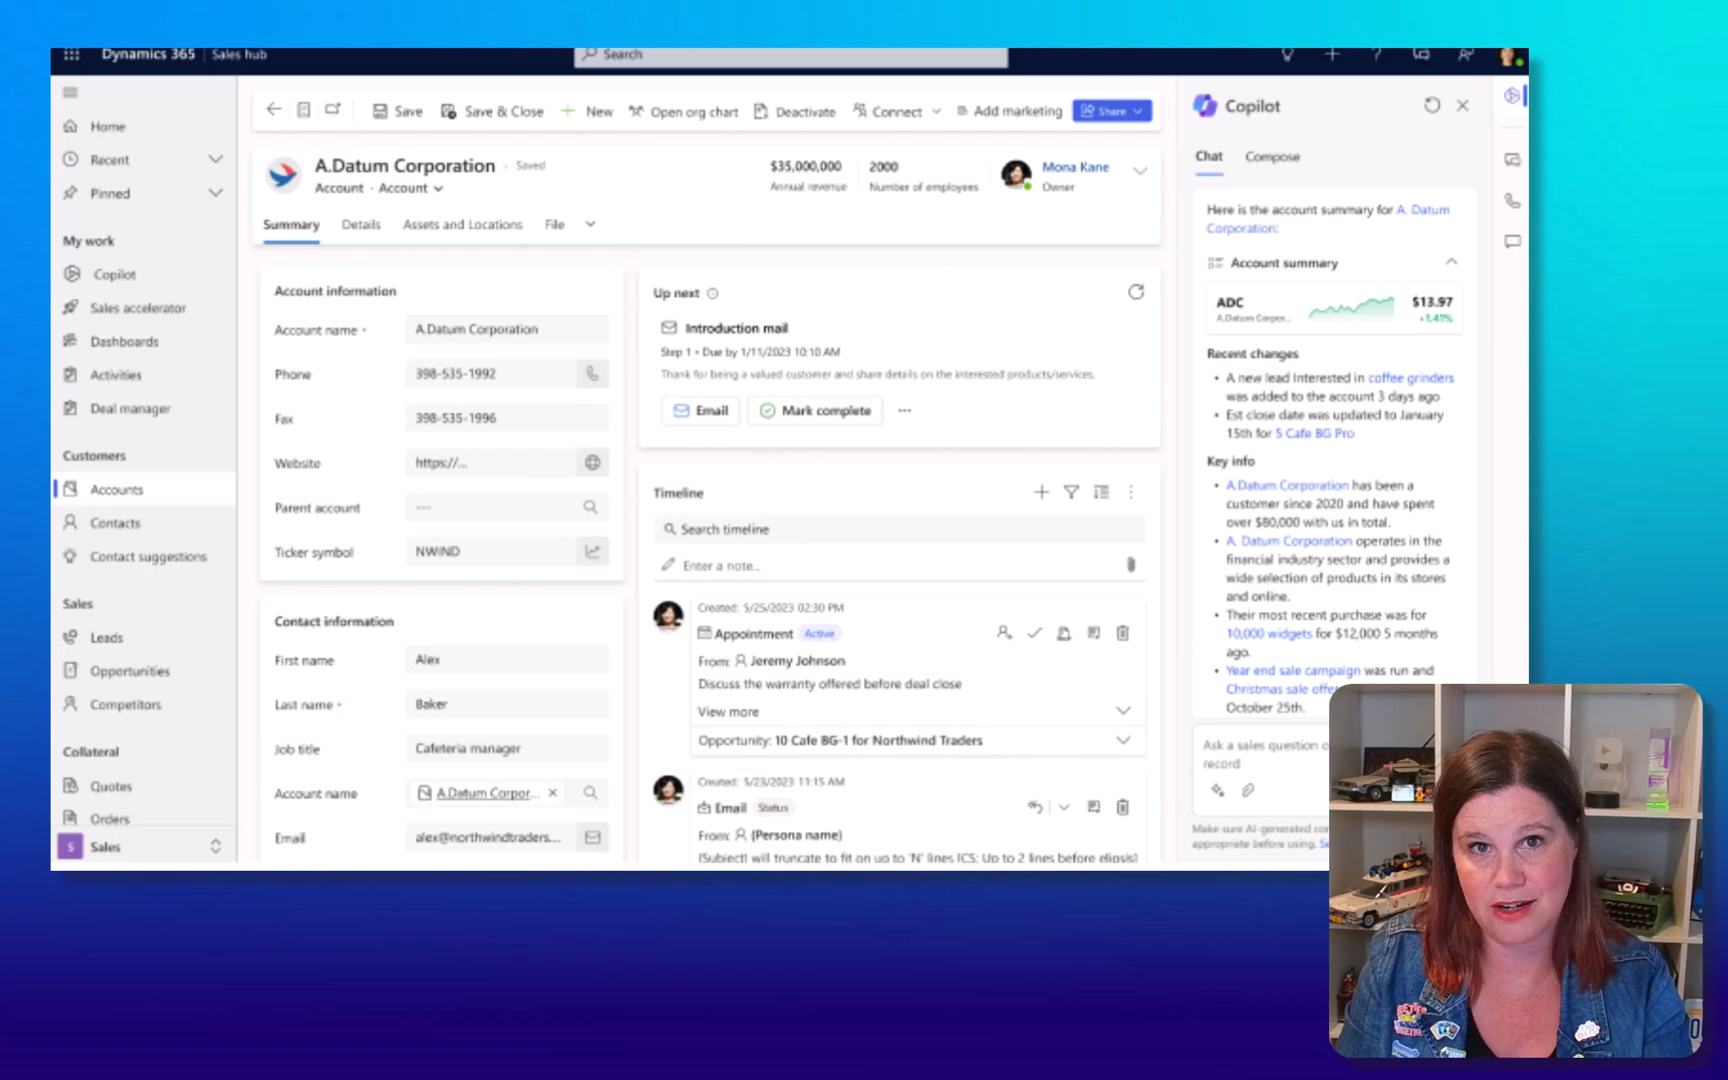 Dynamics 365 | Sales hub
Search
Home
Recent
Pinned
My work
Copilot
Sales accelerator
Dashboards
Activities
Deal manager
Customers
Accounts
Contacts
Contact suggestions
Sales
Leads
Opportunities
Competitors
Collateral
Quotes
Orders
S Sales
Save
Save & Close
New
Open org chart
Deactivate
Connect
Add marketing
Share
A.Datum Corporation · Saved
Account · Account
$35,000,000
Annual revenue
2000
Number of employees
Mona Kane
Owner
Summary
Details
Assets and Locations
File
Account information
Account name *
A.Datum Corporation
Phone
398-535-1992
Fax
398-535-1996
Website
https://...
Parent account
---
Ticker symbol
NWIND
Contact information
First name
Alex
Last name *
Baker
Job title
Cafeteria manager
Account name
A.Datum Corpor...
Email
alex@northwindtraders...
Up next
Introduction mail
Step 1 • Due by 1/11/2023 10:10 AM
Thank for being a valued customer and share details on the interested products/services.
Email
Mark complete
Timeline
Search timeline
Enter a note...
Created: 5/25/2023 02:30 PM
Appointment Active
From: Jeremy Johnson
Discuss the warranty offered before deal close
View more
Opportunity: 10 Cafe BG-1 for Northwind Traders
Created: 5/23/2023 11:15 AM
Email Status
From: (Persona name)
[Subject] will truncate to fit on up to 'N' lines [CS: Up to 2 lines before elipsis]
Copilot
Chat
Compose
Here is the account summary for A. Datum
Corporation:
Account summary
ADC
A.Datum Corpor...
$13.97
+1.41%
Recent changes
• A new lead Interested in coffee grinders
was added to the account 3 days ago
• Est close date was updated to January
15th for 5 Cafe BG Pro
Key info
• A.Datum Corporation has been a
customer since 2020 and have spent
over $80,000 with us in total.
• A. Datum Corporation operates in the
financial industry sector and provides a
wide selection of products in its stores
and online.
• Their most recent purchase was for
10,000 widgets for $12,000 5 months
ago.
• Year end sale campaign was run and
Christmas sale offer
October 25th.
Ask a sales question
record
Make sure AI-generated
appropriate before using.